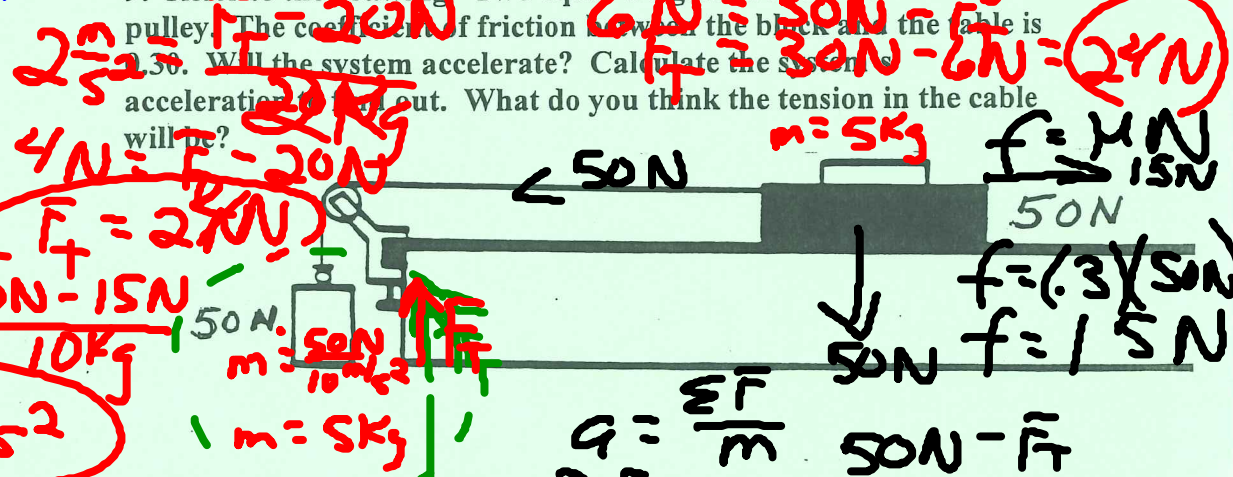 pulley. The coefficient of friction between the block and the table is
0.30. Will the system accelerate? Calculate the system's
acceleration to find out. What do you think the tension in the cable
will be?
6N = 30N - F
F_T = 30N - 6N = 24N
2 m/s² = F_T - 20N
4N = F - 20N
F_T = 24N
m = 5Kg
f = μN
50N
15N
50N
N - 15N
10Kg
s²
50N
m = 50N / 10 m/s²
m = 5Kg
F_T
50N
f = (.3)(50N)
f = 15N
a = ΣF / m
50N - F_T